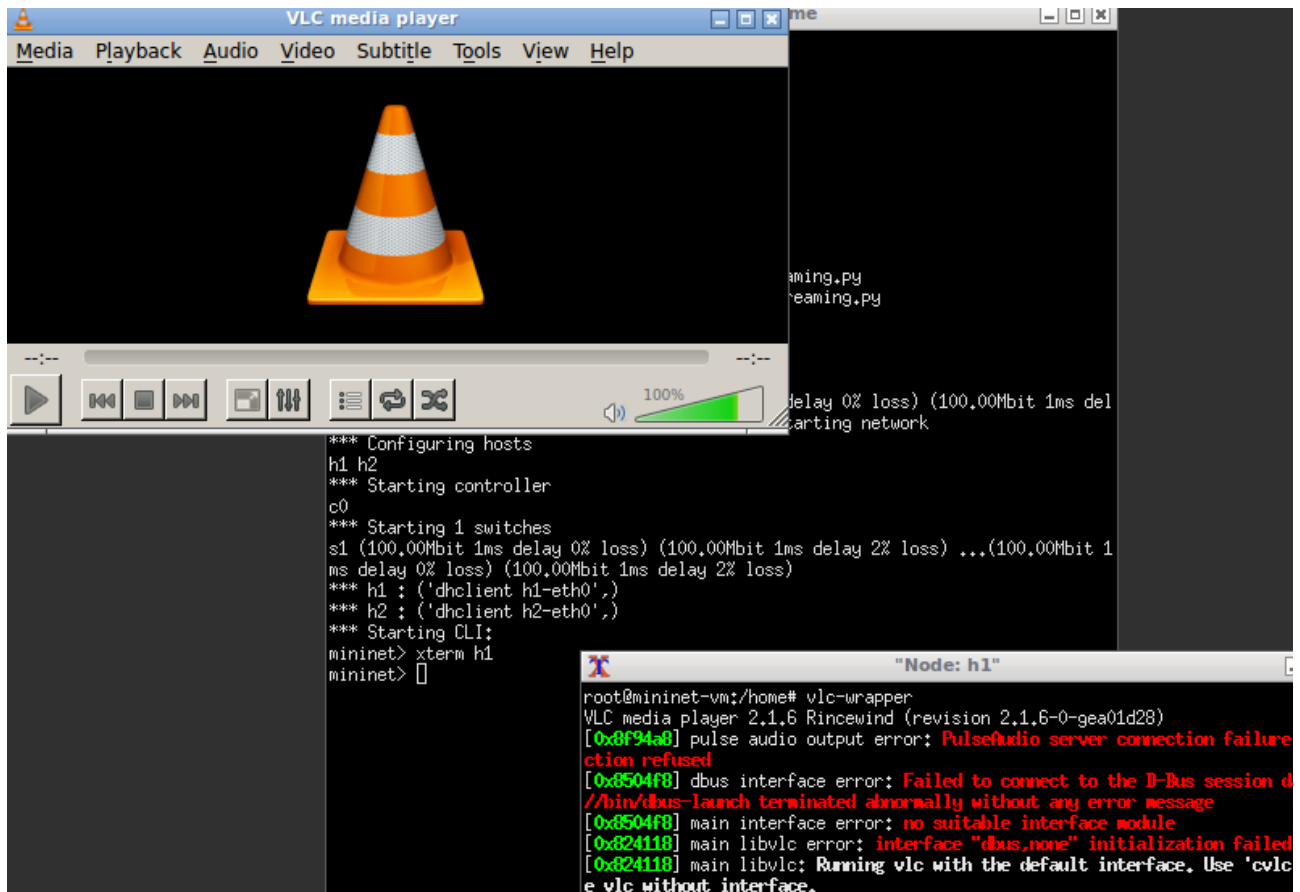 VLC media player
me
Media Playback Audio Video Subtitle Tools View Help
aming.py
reaming.py
--:-- --:--
100%
delay 0% loss) (100.00Mbit 1ms del
tarting network
*** Configuring hosts
h1 h2
*** Starting controller
c0
*** Starting 1 switches
s1 (100.00Mbit 1ms delay 0% loss) (100.00Mbit 1ms delay 2% loss) ...(100.00Mbit 1
ms delay 0% loss) (100.00Mbit 1ms delay 2% loss)
*** h1 : ('dhclient h1-eth0',)
*** h2 : ('dhclient h2-eth0',)
*** Starting CLI:
mininet> xterm h1
mininet>
"Node: h1"
root@mininet-vm:/home# vlc-wrapper
VLC media player 2.1.6 Rincewind (revision 2.1.6-0-gea01d28)
[0x8f94a8] pulse audio output error: PulseAudio server connection failure
ction refused
[0x8504f8] dbus interface error: Failed to connect to the D-Bus session d
//bin/dbus-launch terminated abnormally without any error message
[0x8504f8] main interface error: no suitable interface module
[0x824118] main libvlc error: interface "dbus,none" initialization failed
[0x824118] main libvlc: Running vlc with the default interface. Use 'cvlc
e vlc without interface.